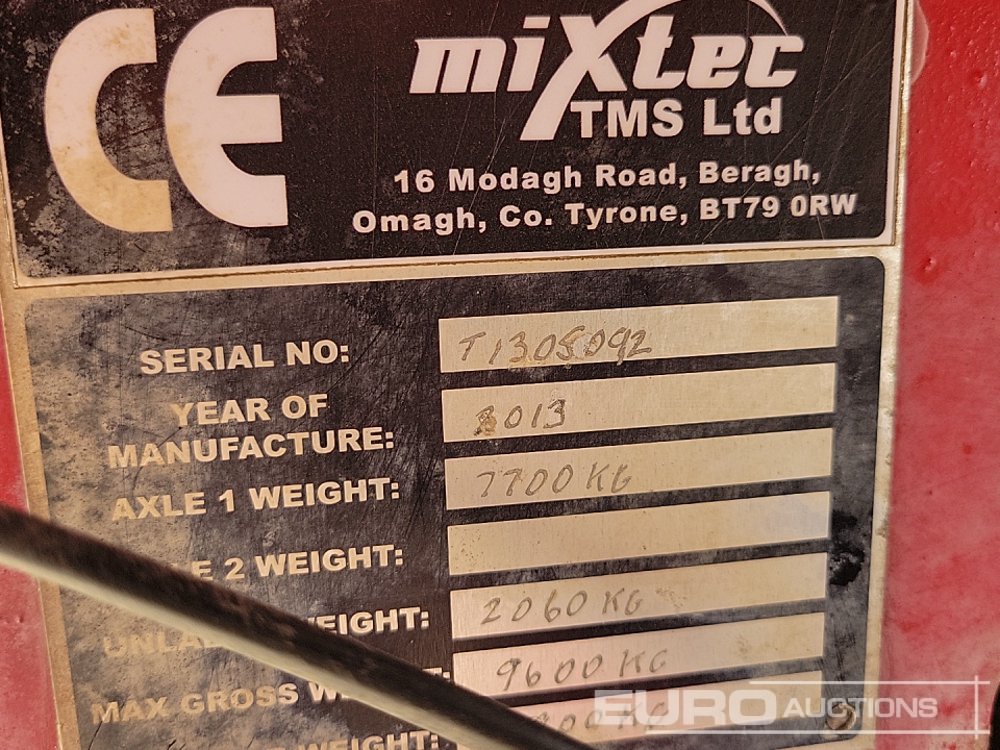 CE
mixtec
TMS Ltd
16 Modagh Road, Beragh,
Omagh, Co. Tyrone, BT79 0RW
SERIAL NO: T1305092
YEAR OF
MANUFACTURE: 2013
AXLE 1 WEIGHT: 7700 KG
2 WEIGHT:
2060 KG
MAX GROSS 9600 KG
EURO AUCTIONS